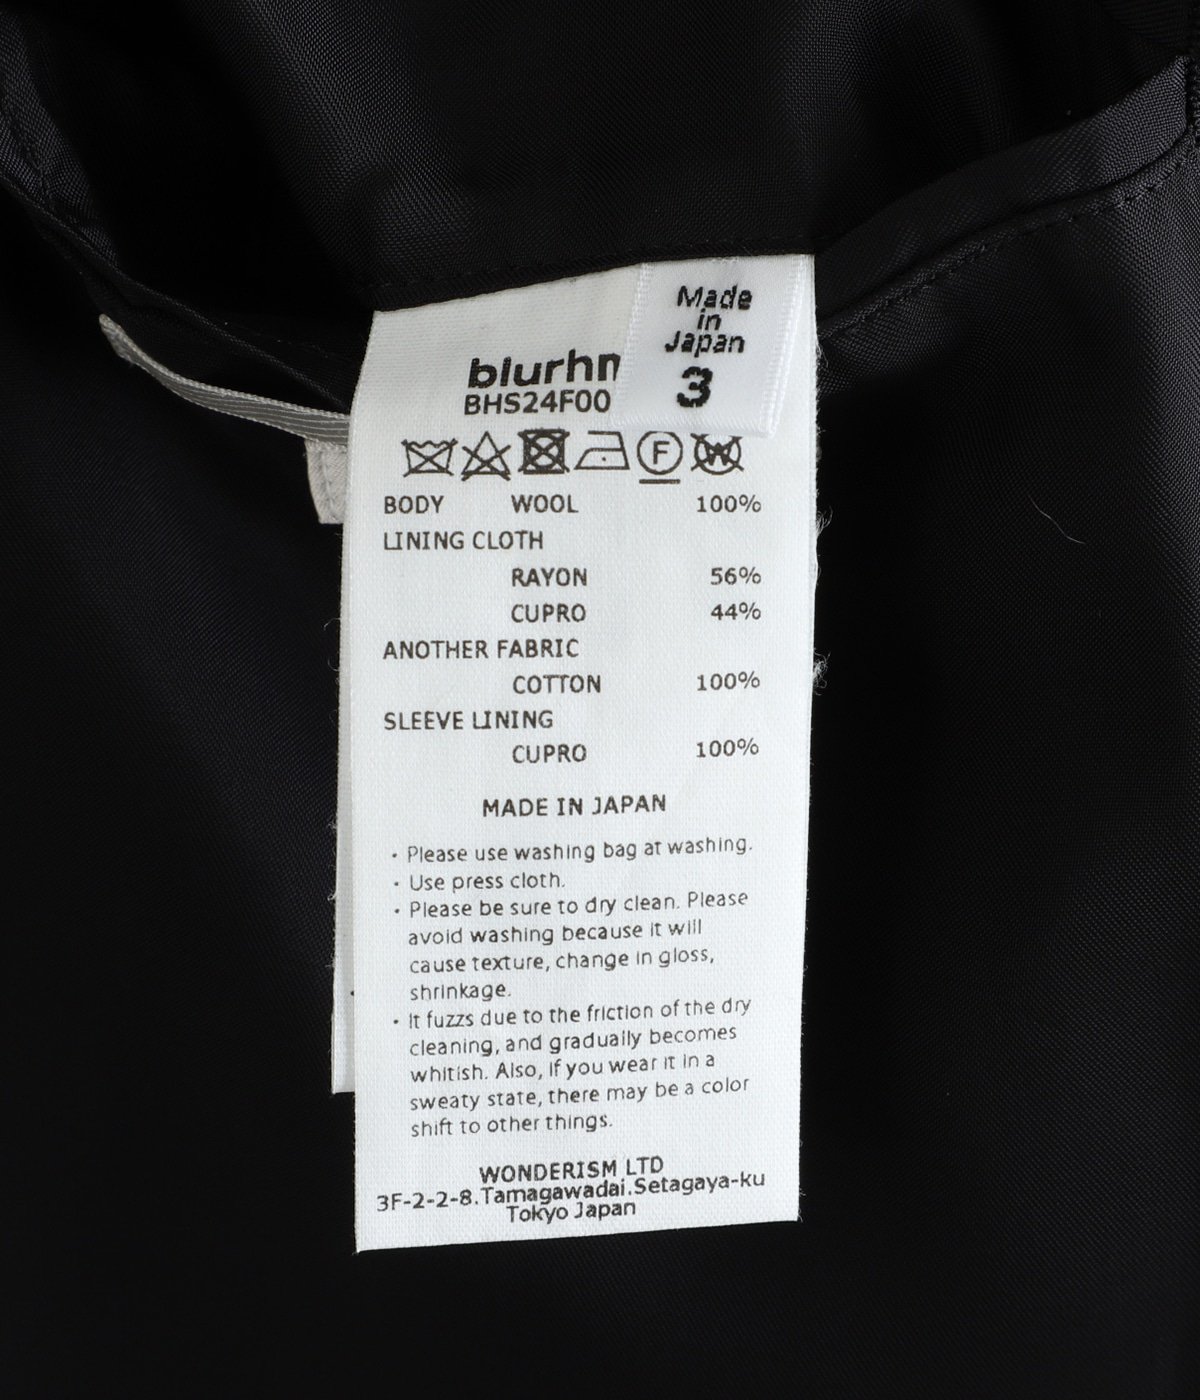 Made
in
Japan
3
blurhm
BHS24F00
F
W
BODY WOOL 100%
LINING CLOTH
RAYON 56%
CUPRO 44%
ANOTHER FABRIC
COTTON 100%
SLEEVE LINING
CUPRO 100%
MADE IN JAPAN
・Please use washing bag at washing.
・Use press cloth.
・Please be sure to dry clean. Please
avoid washing because it will
cause texture, change in gloss,
shrinkage.
・It fuzzs due to the friction of the dry
cleaning, and gradually becomes
whitish. Also, if you wear it in a
sweaty state, there may be a color
shift to other things.
WONDERISM LTD
3F-2-2-8.Tamagawadai.Setagaya-ku
Tokyo Japan